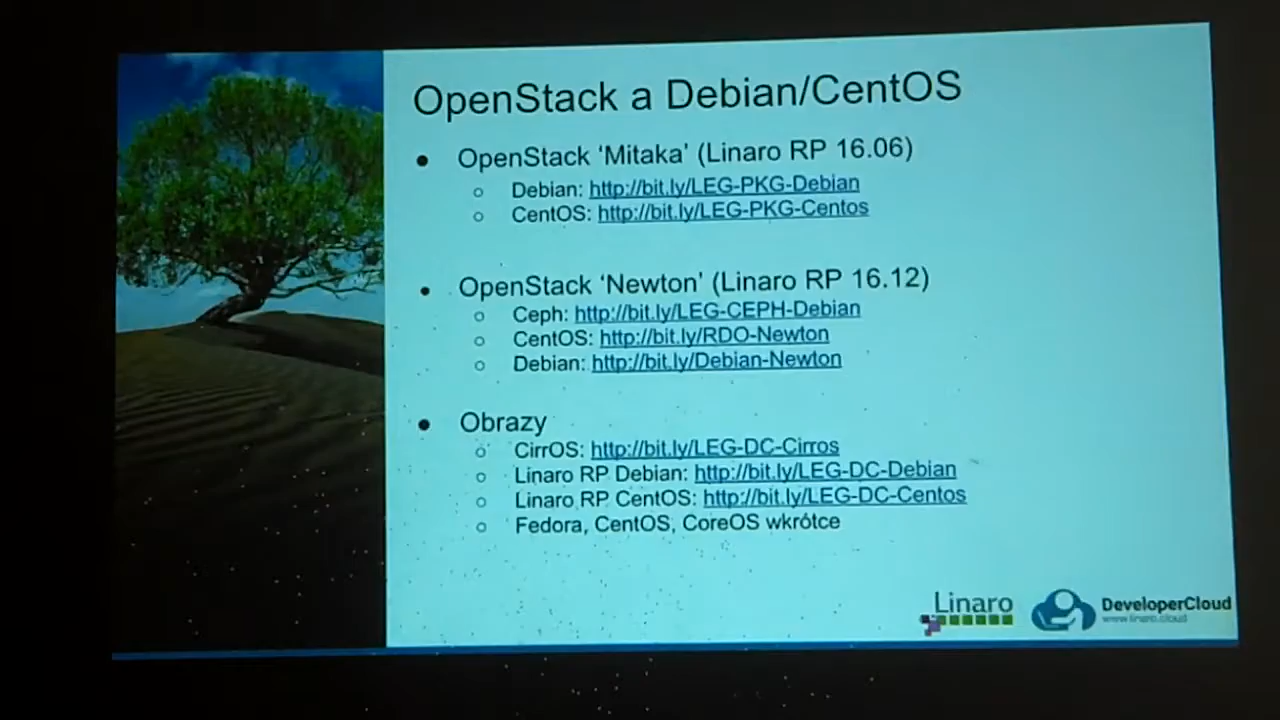 OpenStack a Debian/CentOS
● OpenStack ‘Mitaka’ (Linaro RP 16.06)
○ Debian: http://bit.ly/LEG-PKG-Debian
○ CentOS: http://bit.ly/LEG-PKG-Centos
● OpenStack ‘Newton’ (Linaro RP 16.12)
○ Ceph: http://bit.ly/LEG-CEPH-Debian
○ CentOS: http://bit.ly/RDO-Newton
○ Debian: http://bit.ly/Debian-Newton
● Obrazy
○ CirrOS: http://bit.ly/LEG-DC-Cirros
○ Linaro RP Debian: http://bit.ly/LEG-DC-Debian
○ Linaro RP CentOS: http://bit.ly/LEG-DC-Centos
○ Fedora, CentOS, CoreOS wkrótce
Linaro
DeveloperCloud
www.linaro.cloud